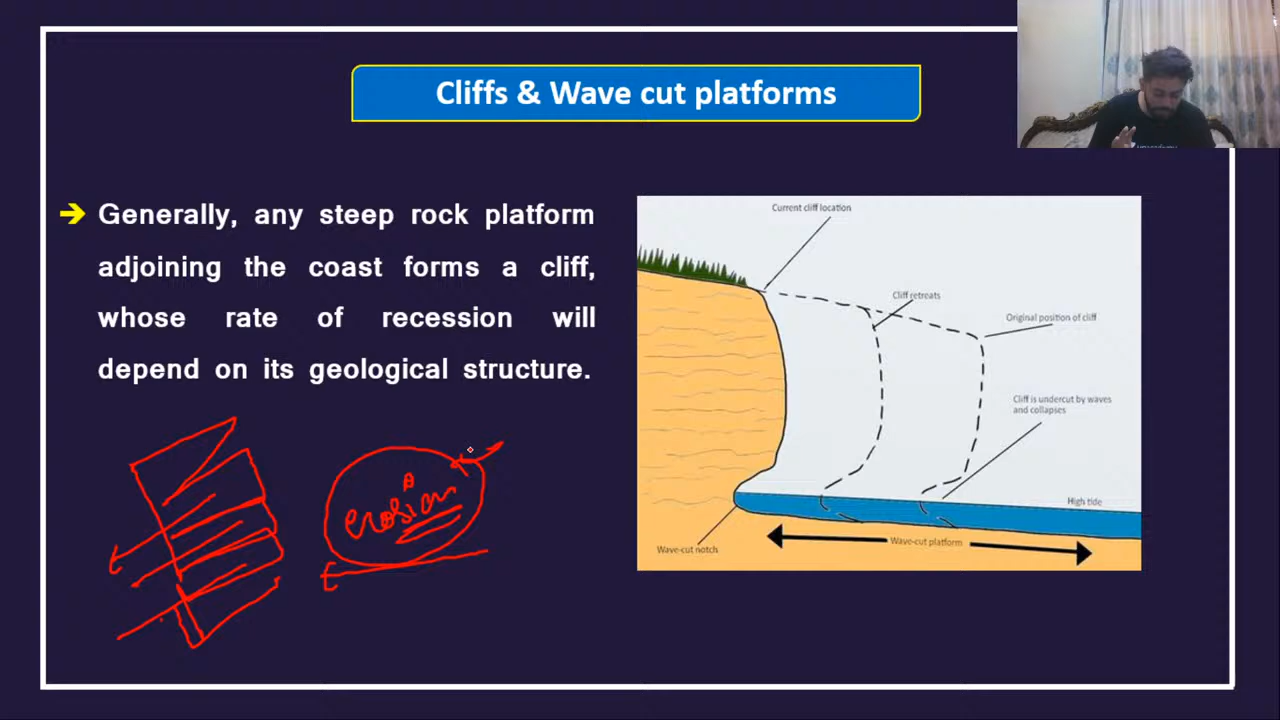 Cliffs & Wave cut platforms
➔ Generally, any steep rock platform
adjoining the coast forms a cliff,
whose rate of recession will
depend on its geological structure.
Current cliff location
Cliff retreats
Original position of cliff
Cliff is undercut by waves
and collapses
High tide
Wave-cut platform
Wave-cut notch
erosion